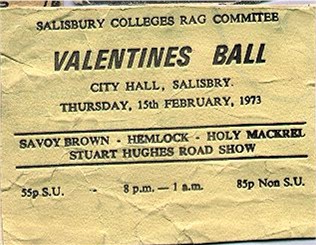 SALISBURY COLLEGES RAG COMMITEE
VALENTINES BALL
CITY HALL, SALISBRY.
THURSDAY, 15th FEBRUARY, 1973
SAVOY BROWN - HEMLOCK - HOLY MACKREL
STUART HUGHES ROAD SHOW
55p S.U. - 8 p.m. — 1 a.m. 85p Non S.U.